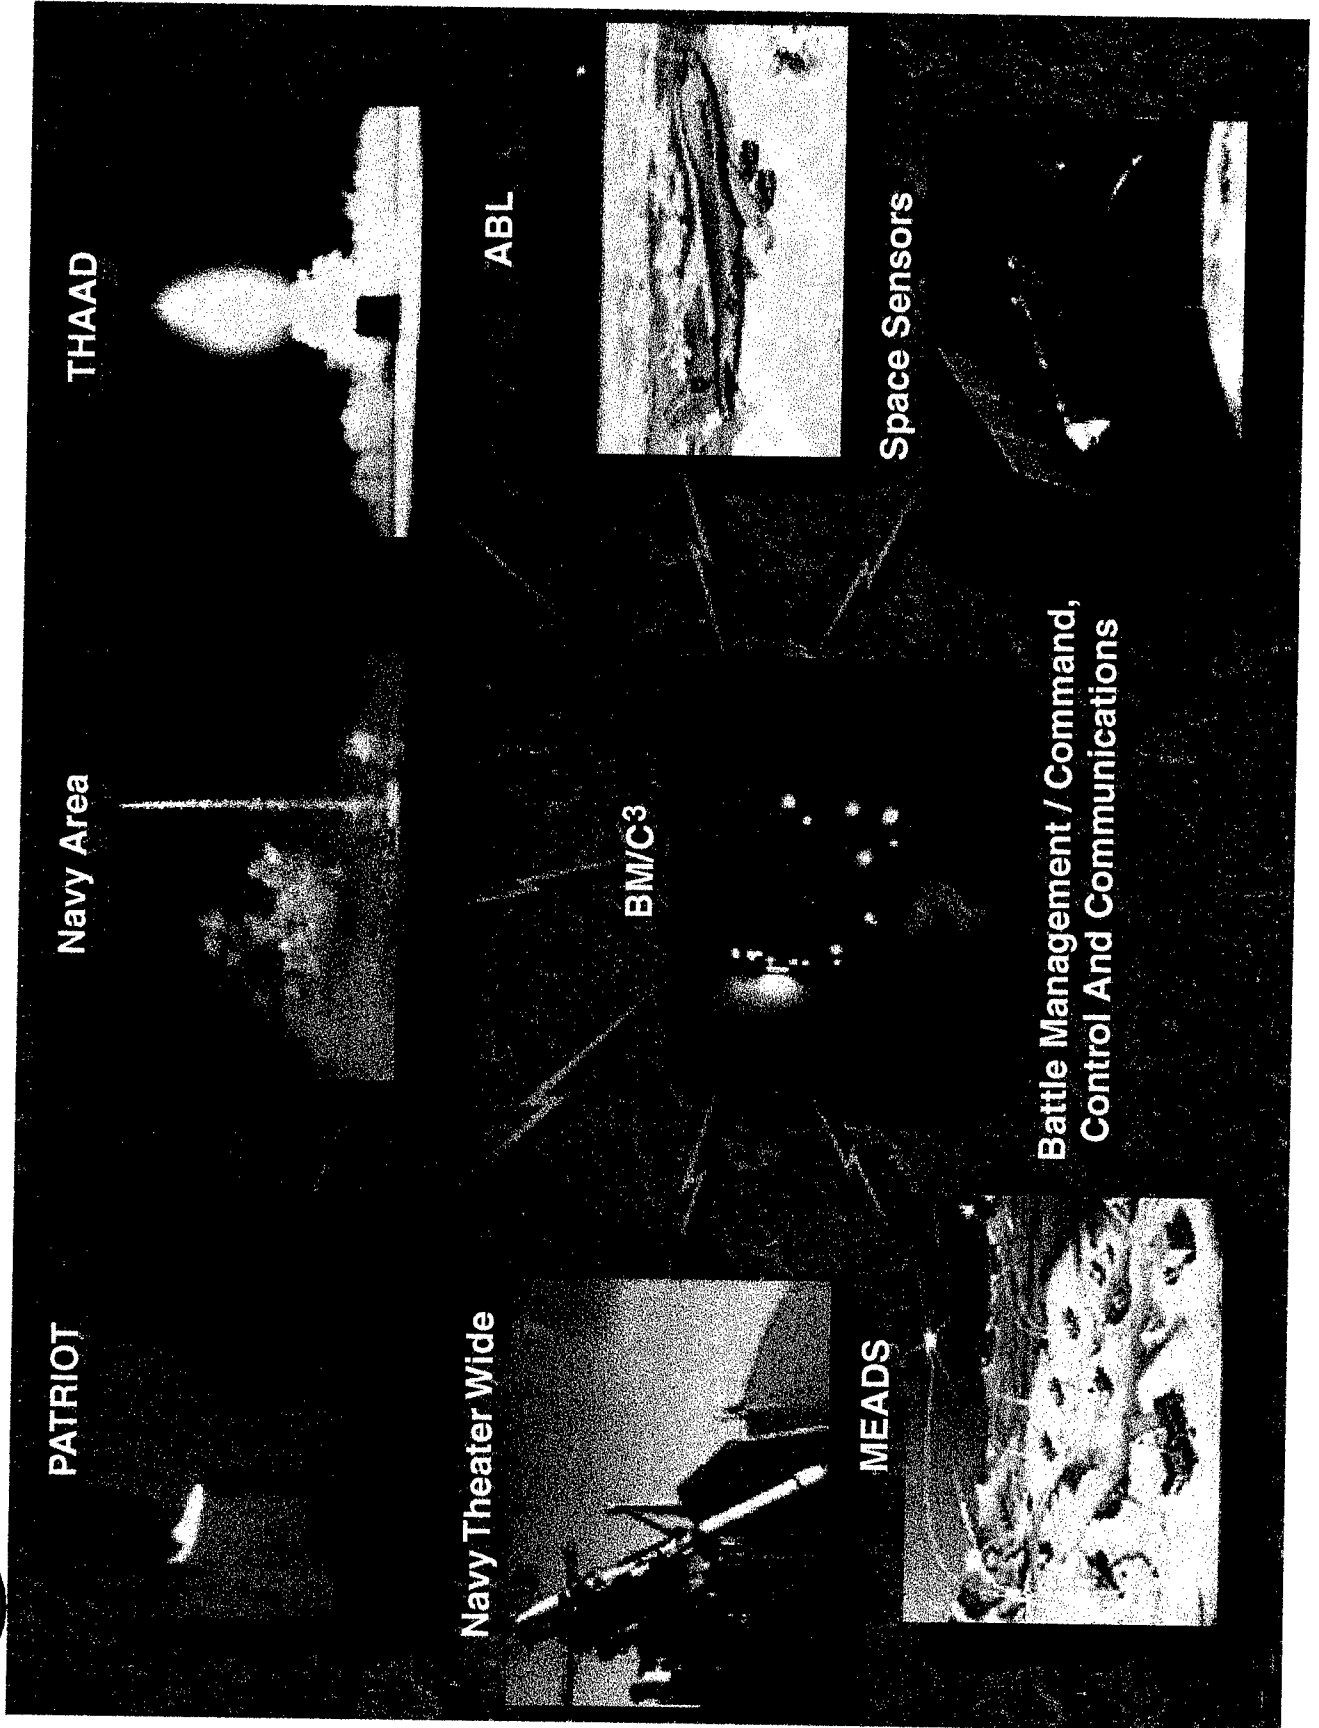 PATRIOT
Navy Area
THAAD
Navy Theater Wide
BM/C³
ABL
MEADS
Battle Management / Command,
Control And Communications
Space Sensors